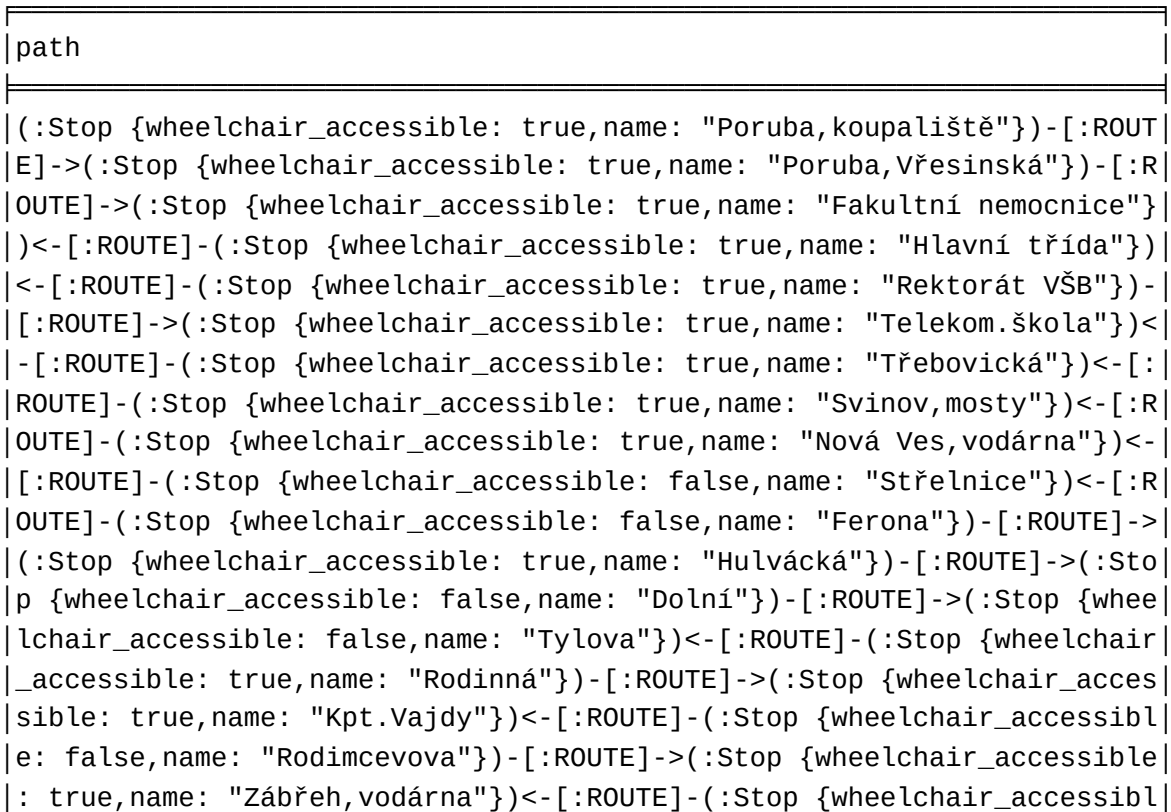 |path |
|(:Stop {wheelchair_accessible: true,name: "Poruba,koupaliště"})-[:ROUT|
|E]->(:Stop {wheelchair_accessible: true,name: "Poruba,Vřesinská"})-[:R|
|OUTE]->(:Stop {wheelchair_accessible: true,name: "Fakultní nemocnice"}|
|)<-[:ROUTE]-(:Stop {wheelchair_accessible: true,name: "Hlavní třída"})|
|<-[:ROUTE]-(:Stop {wheelchair_accessible: true,name: "Rektorát VŠB"})-|
|[:ROUTE]->(:Stop {wheelchair_accessible: true,name: "Telekom.škola"})<|
|-[:ROUTE]-(:Stop {wheelchair_accessible: true,name: "Třebovická"})<-[:|
|ROUTE]-(:Stop {wheelchair_accessible: true,name: "Svinov,mosty"})<-[:R|
|OUTE]-(:Stop {wheelchair_accessible: true,name: "Nová Ves,vodárna"})<-|
|[:ROUTE]-(:Stop {wheelchair_accessible: false,name: "Střelnice"})<-[:R|
|OUTE]-(:Stop {wheelchair_accessible: false,name: "Ferona"})-[:ROUTE]->|
|(:Stop {wheelchair_accessible: true,name: "Hulvácká"})-[:ROUTE]->(:Sto|
|p {wheelchair_accessible: false,name: "Dolní"})-[:ROUTE]->(:Stop {whee|
|lchair_accessible: false,name: "Tylova"})<-[:ROUTE]-(:Stop {wheelchair|
|_accessible: true,name: "Rodinná"})-[:ROUTE]->(:Stop {wheelchair_acces|
|sible: true,name: "Kpt.Vajdy"})<-[:ROUTE]-(:Stop {wheelchair_accessibl|
|e: false,name: "Rodimcevova"})-[:ROUTE]->(:Stop {wheelchair_accessible|
|: true,name: "Zábřeh,vodárna"})<-[:ROUTE]-(:Stop {wheelchair_accessibl|